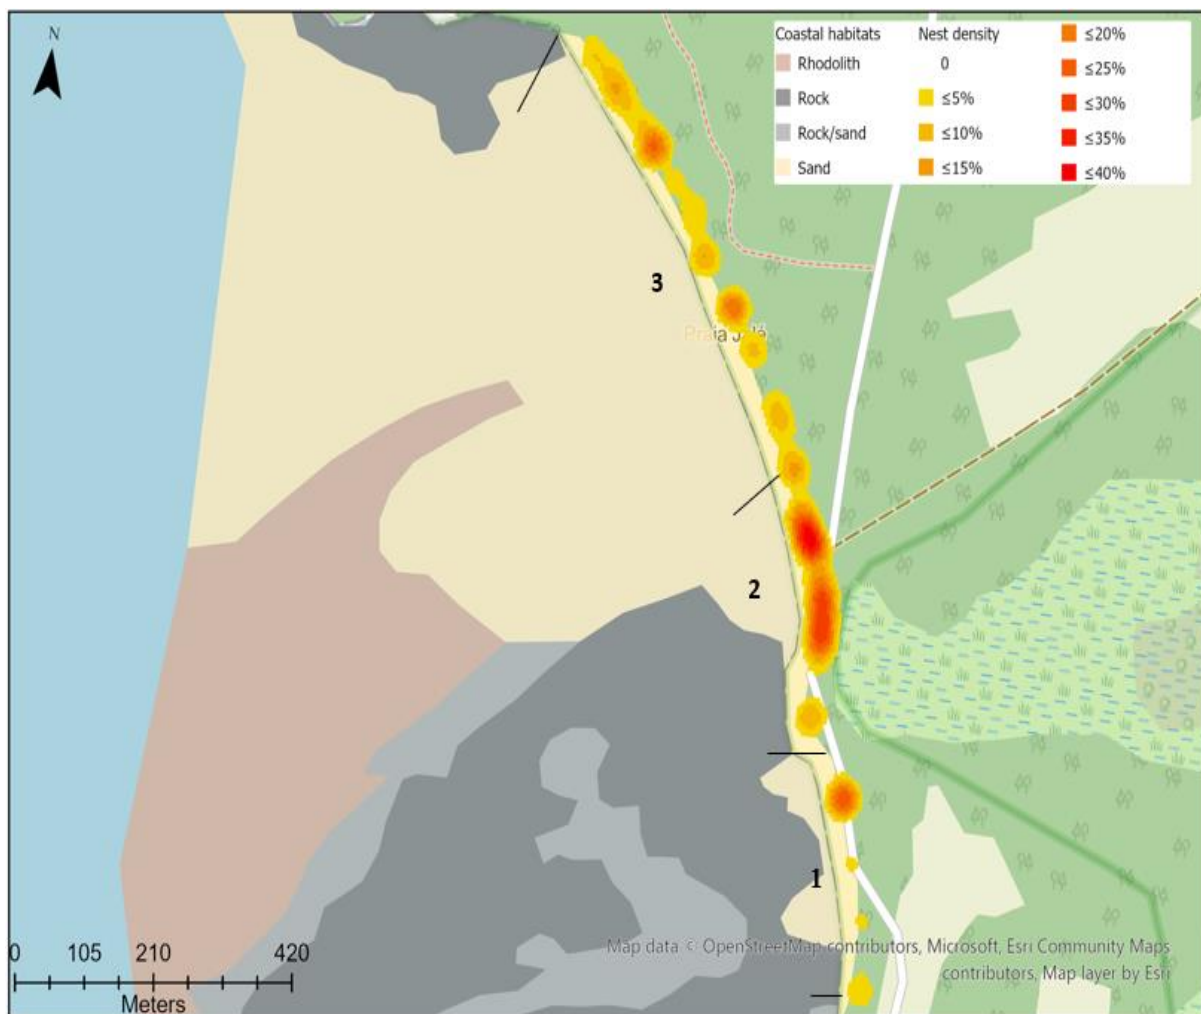 N
Coastal habitats
Rhodolith
Rock
Rock/sand
Sand
Nest density
0
≤5%
≤10%
≤15%
≤20%
≤25%
≤30%
≤35%
≤40%
3
Praia Jalé
2
1
0 105 210 420
Meters
Map data © OpenStreetMap contributors, Microsoft, Esri Community Maps
contributors, Map layer by Esri